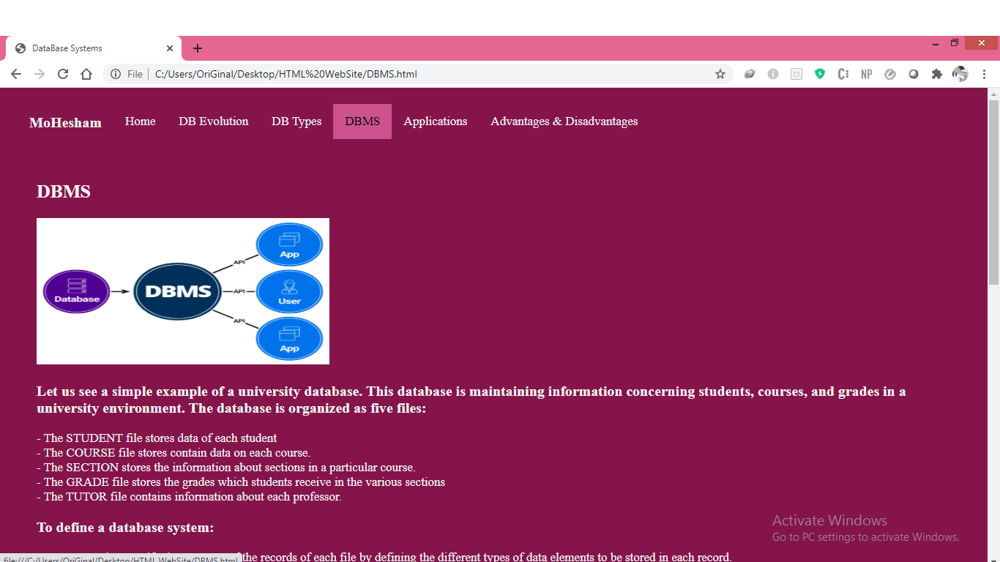 DataBase Systems
File
C:/Users/OriGinal/Desktop/HTML%20WebSite/DBMS.html
NP
MoHesham Home DB Evolution DB Types DBMS Applications Advantages & Disadvantages
DBMS
App
API
Database
DBMS
API
User
API
App
Let us see a simple example of a university database. This database is maintaining information concerning students, courses, and grades in a
university environment. The database is organized as five files:
- The STUDENT file stores data of each student
- The COURSE file stores contain data on each course.
- The SECTION stores the information about sections in a particular course.
- The GRADE file stores the grades which students receive in the various sections
- The TUTOR file contains information about each professor.
To define a database system:
Activate Windows
Go to PC settings to activate Windows.
the records of each file by defining the different types of data elements to be stored in each record.
file:///C:/Users/OriGinal/Desktop/HTML WebSite/DBMS.html